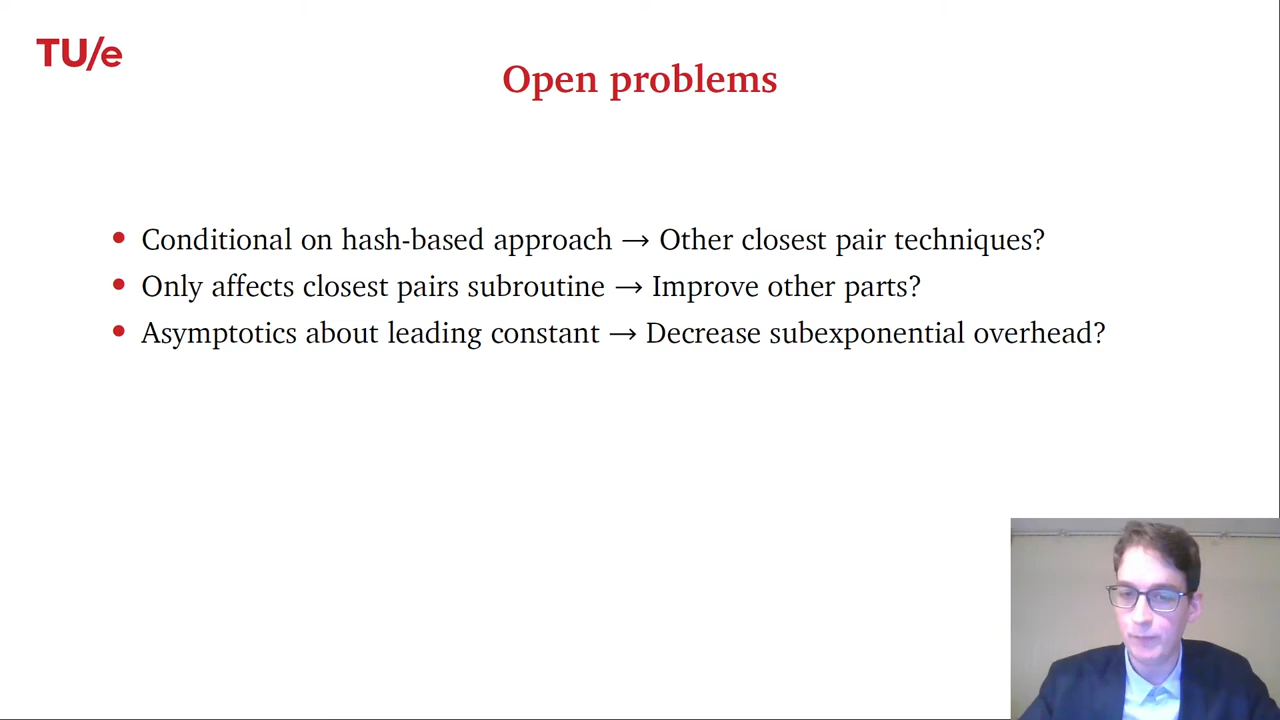 TU/e
Open problems
• Conditional on hash-based approach → Other closest pair techniques?
• Only affects closest pairs subroutine → Improve other parts?
• Asymptotics about leading constant → Decrease subexponential overhead?